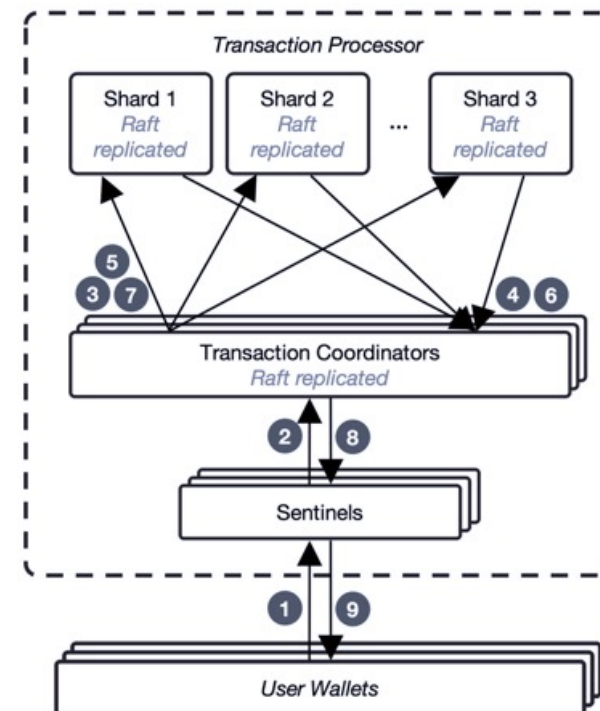 Transaction Processor
Shard 1
Raft
replicated
Shard 2
Raft
replicated
...
Shard 3
Raft
replicated
5
3
7
4
6
Transaction Coordinators
Raft replicated
2
8
Sentinels
1
9
User Wallets